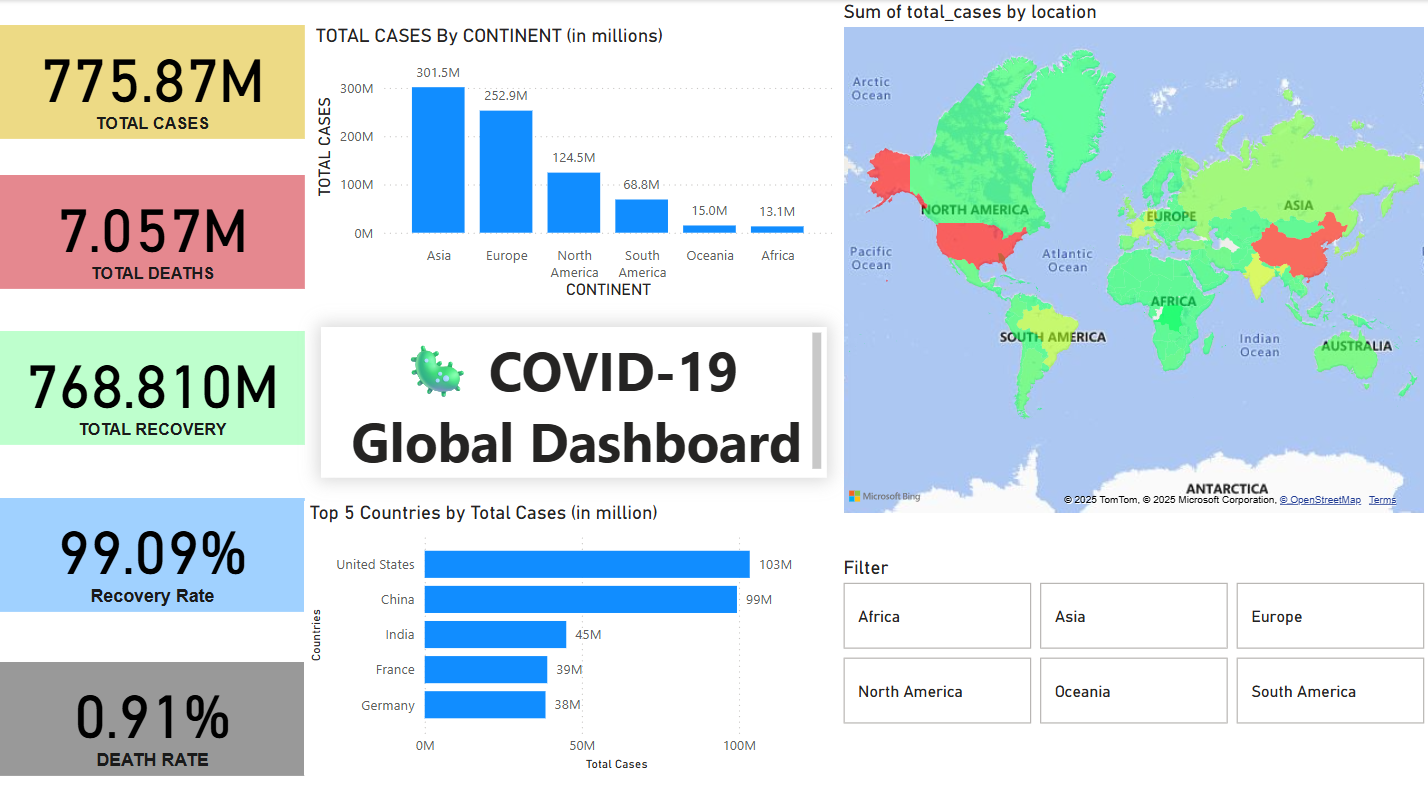 775.87M
TOTAL CASES
7.057M
TOTAL DEATHS
768.810M
TOTAL RECOVERY
99.09%
Recovery Rate
0.91%
DEATH RATE
TOTAL CASES By CONTINENT (in millions)
TOTAL CASES
300M
200M
100M
0M
301.5M
252.9M
124.5M
68.8M
15.0M
13.1M
Asia
Europe
North
America
South
America
Oceania
Africa
CONTINENT
COVID-19
Global Dashboard
Top 5 Countries by Total Cases (in million)
Countries
United States
103M
China
99M
India
45M
France
39M
Germany
38M
0M
50M
100M
Total Cases
Sum of total_cases by location
Arctic
Ocean
NORTH AMERICA
EUROPE
ASIA
Pacific
Ocean
Atlantic
Ocean
AFRICA
SOUTH AMERICA
Indian
Ocean
AUSTRALIA
ANTARCTICA
Microsoft Bing
© 2025 TomTom, © 2025 Microsoft Corporation, © OpenStreetMap Terms
Filter
Africa
Asia
Europe
North America
Oceania
South America